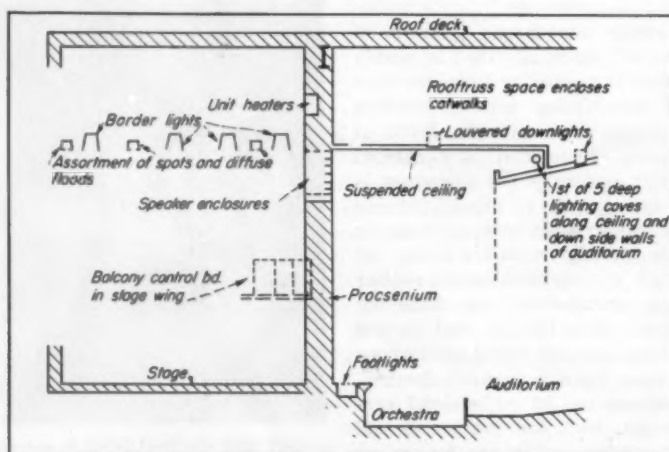 Roof deck
Unit heaters
Rooftruss space encloses
catwalks
Border lights
Louvered downlights
Assortment of spots and diffuse
floods
Speaker enclosures
Suspended ceiling
1st of 5 deep
lighting coves
along ceiling and
down side walls
of auditorium
Balcony control bd.
in stage wing
Procsenium
Stage
Footlights
Orchestra
Auditorium